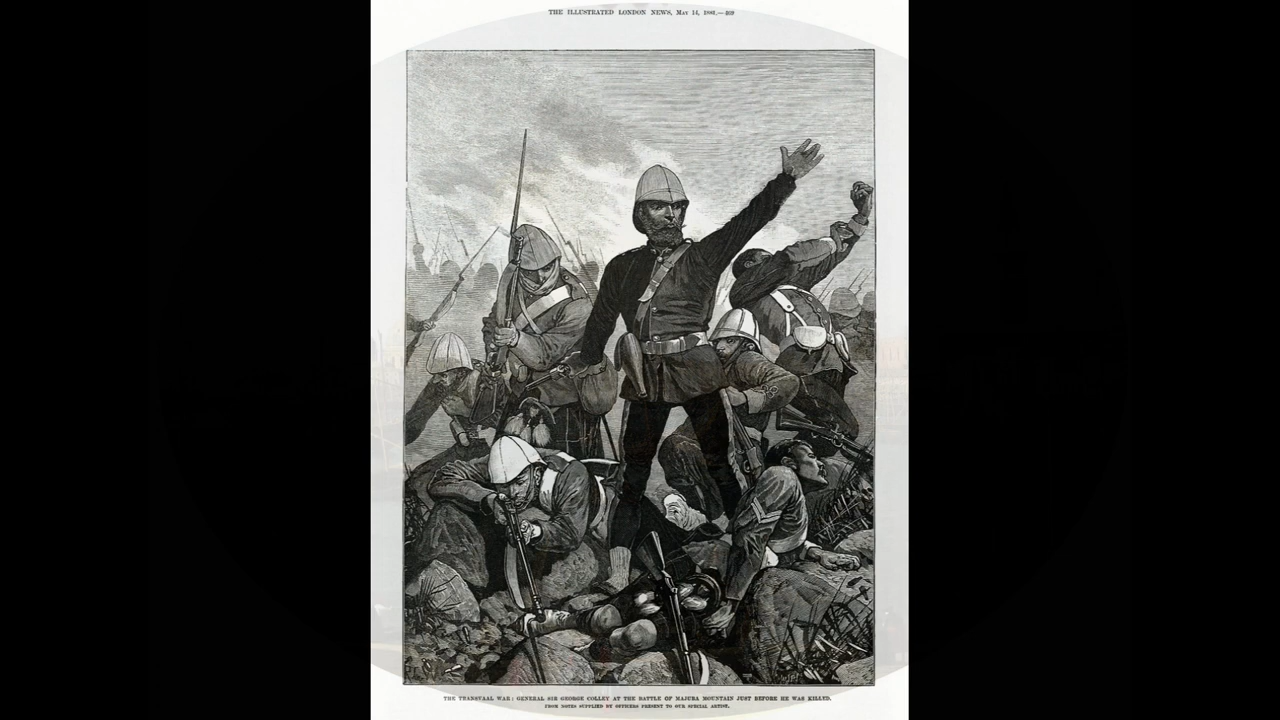 THE ILLUSTRATED LONDON NEWS, MAY 14, 1881.—469
THE TRANSVAAL WAR: GENERAL SIR GEORGE COLLEY AT THE BATTLE OF MAJUBA MOUNTAIN JUST BEFORE HE WAS KILLED.
FROM NOTES SUPPLIED BY OFFICERS PRESENT TO OUR SPECIAL ARTIST.